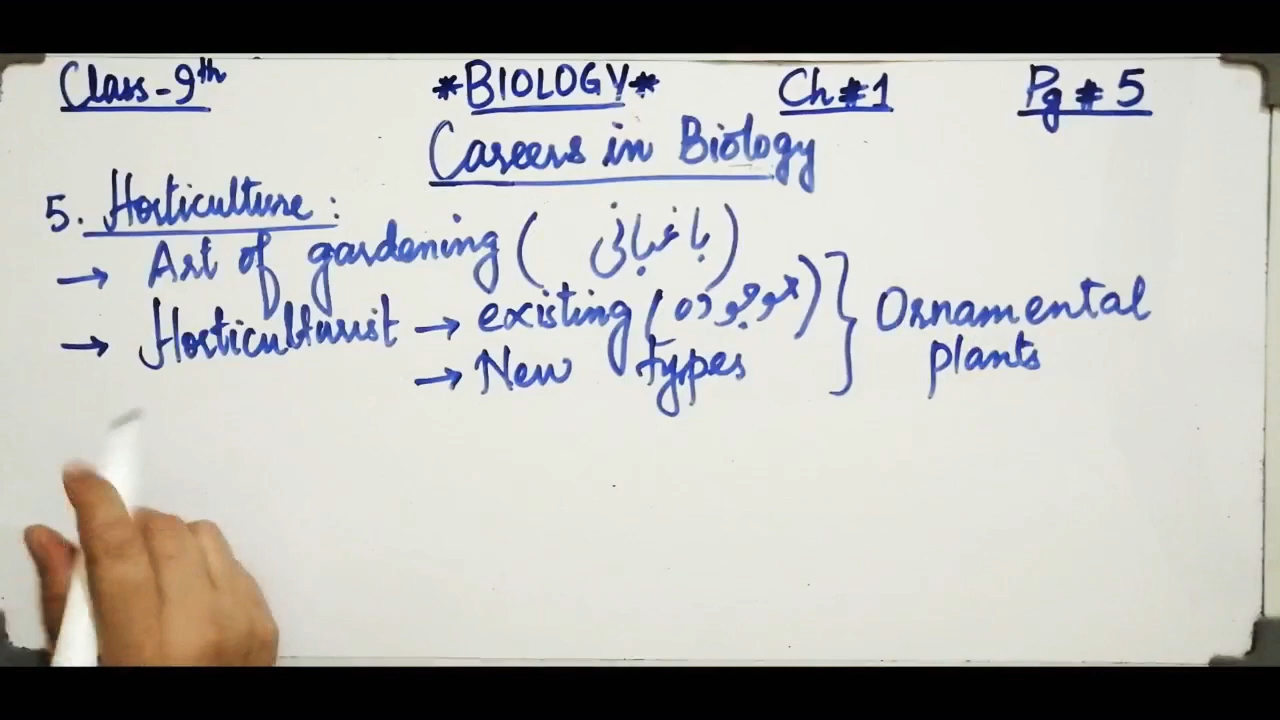 Class-9th *BIOLOGY* Ch#1 Pg#5
Careers in Biology
5. Horticulture:
→ Art of gardening (باغبانی)
→ Horticulturist → existing (موجودہ)
→ New types
} Ornamental
plants